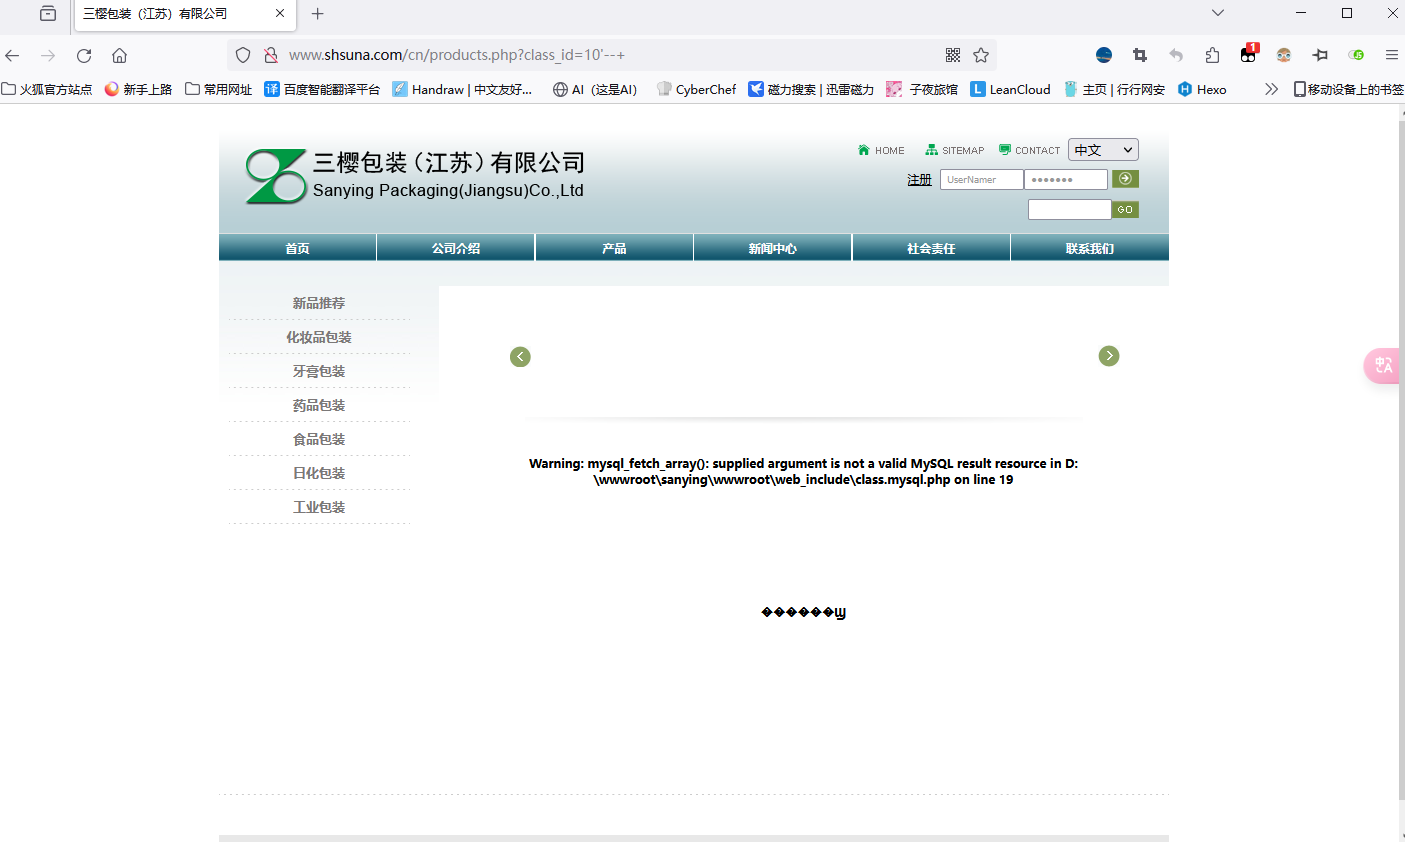 三樱包装（江苏）有限公司
www.shsuna.com/cn/products.php?class_id=10'--+
1
火狐官方站点 新手上路 常用网址 译 百度智能翻译平台 Handraw | 中文友好... AI（这是AI） CyberChef 磁力搜索 | 迅雷磁力 子夜旅馆 L LeanCloud 主页 | 行行网安 Hexo 移动设备上的书签
三樱包装（江苏）有限公司
Sanying Packaging(Jiangsu)Co.,Ltd
HOME SITEMAP CONTACT 中文
注册 UserNamer
GO
首页 公司介绍 产品 新闻中心 社会责任 联系我们
新品推荐
化妆品包装
牙膏包装
药品包装
食品包装
日化包装
工业包装
Warning: mysql_fetch_array(): supplied argument is not a valid MySQL result resource in D:
\wwwroot\sanying\wwwroot\web_include\class.mysql.php on line 19
������ϣ